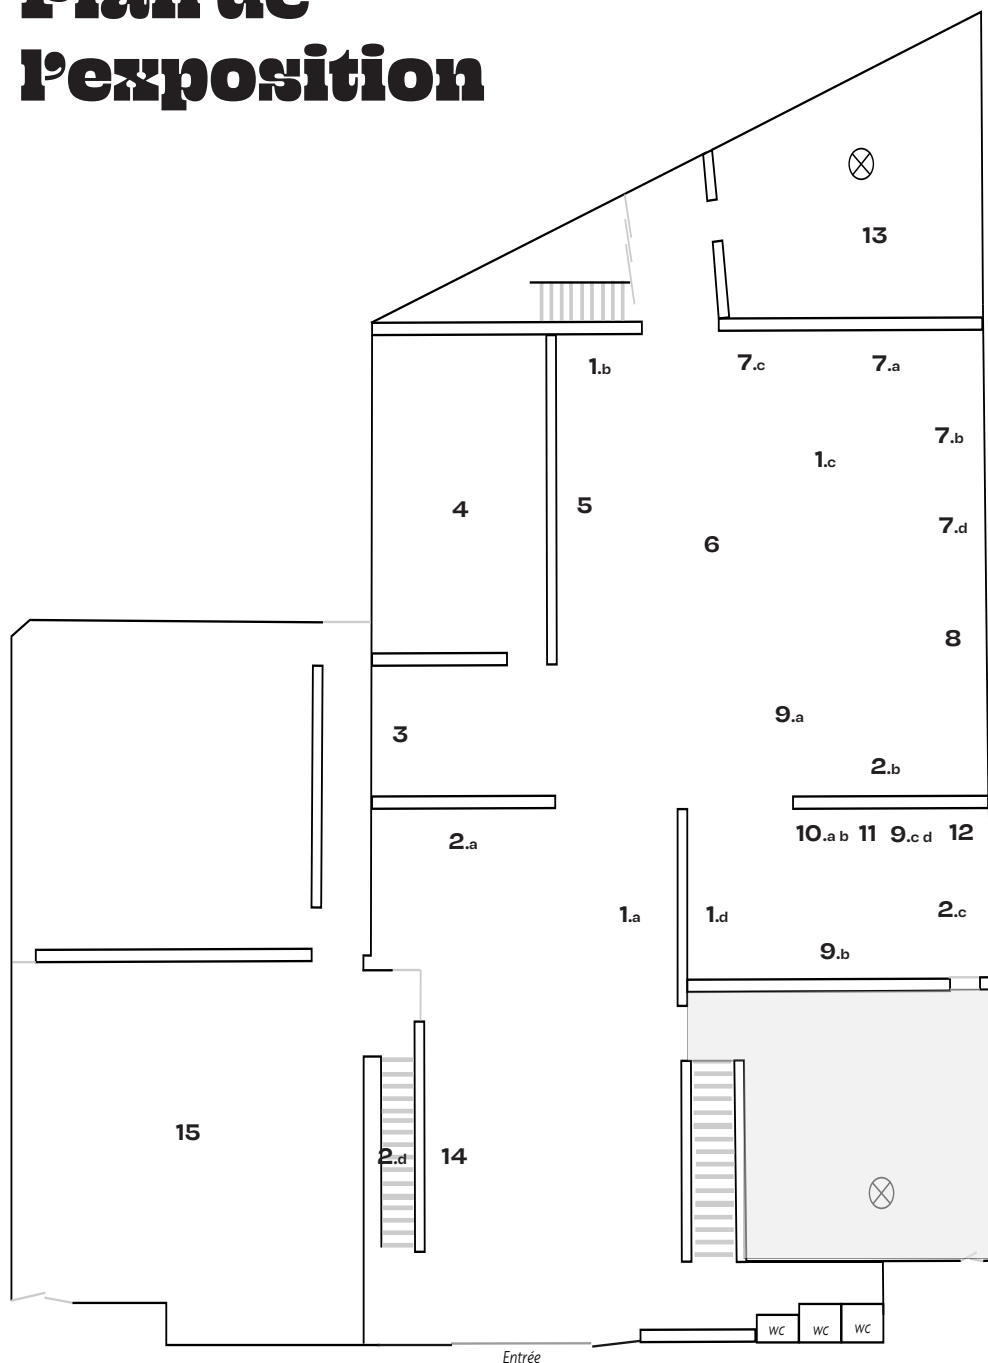 Plan de
l'exposition
13
1.b
7.c
7.a
7.b
1.c
4
5
7.d
6
8
9.a
3
2.b
10.a b 11 9.c d 12
2.a
2.c
1.a
1.d
9.b
15
2.d
14
WC
WC
WC
Entrée